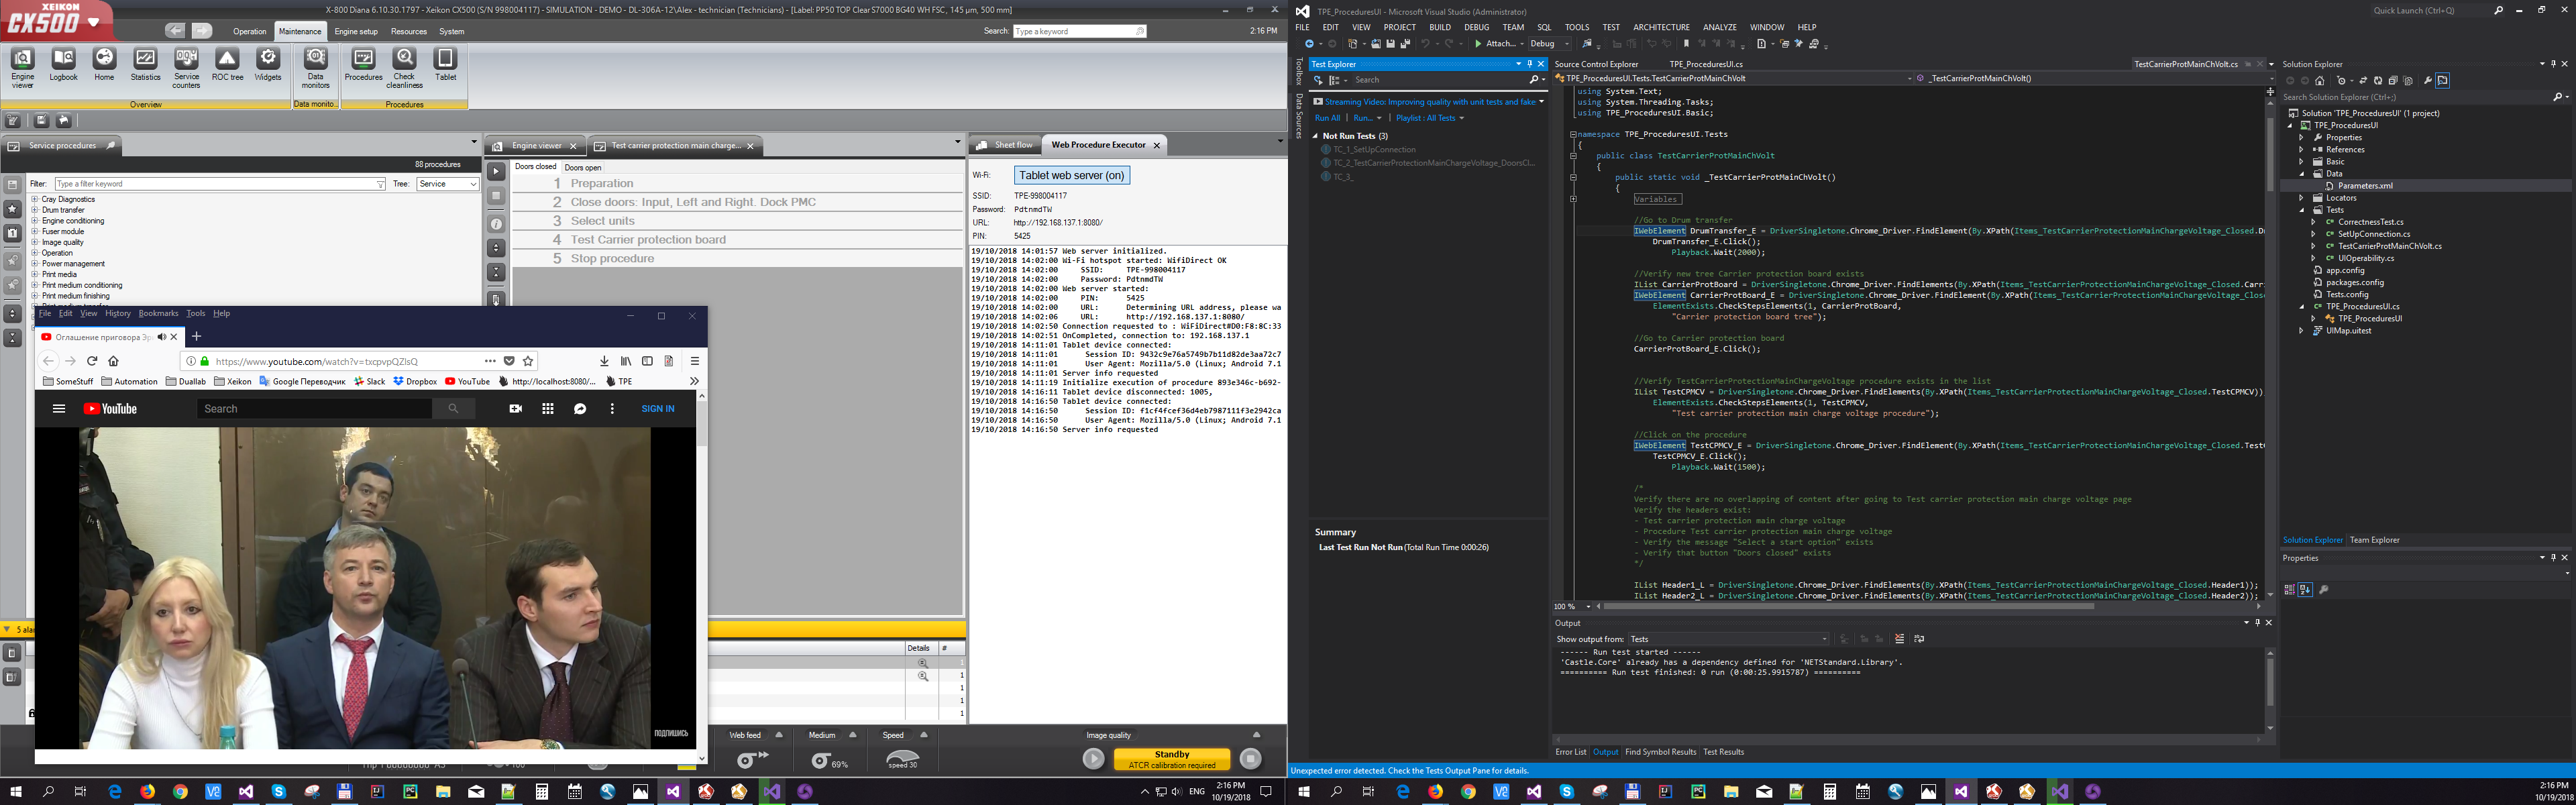 XEIKON
CX500
X-800 Diana 6.10.30.1797 - Xeikon CX500 (S/N 998004117) - SIMULATION - DEMO - DL-306A-12\Alex - technician (Technicians) - [Label: PP50 TOP Clear S7000 BG40 WH FSC, 145 µm, 500 mm]
Operation Maintenance Engine setup Resources System
Search: Type a keyword
2:16 PM
Engine viewer Logbook Home Statistics Service counters ROC tree Widgets Data monitors Procedures Check cleanliness Tablet
Overview Data monito... Procedures
Service procedures
88 procedures
Filter: Type a filter keyword Tree: Service
Cray Diagnostics
Drum transfer
Engine conditioning
Fuser module
Image quality
Operation
Power management
Print media
Print medium conditioning
Print medium finishing
Engine viewer Test carrier protection main charge...
Doors closed Doors open
1 Preparation
2 Close doors: Input, Left and Right. Dock PMC
3 Select units
4 Test Carrier protection board
5 Stop procedure
Sheet flow Web Procedure Executor
Wi-Fi: Tablet web server (on)
SSID: TPE-998004117
Password: PdtnmdTW
URL: http://192.168.137.1:8080/
PIN: 5425
19/10/2018 14:01:57 Web server initialized.
19/10/2018 14:02:00 Wi-Fi hotspot started: WifiDirect OK
19/10/2018 14:02:00 SSID: TPE-998004117
19/10/2018 14:02:00 Password: PdtnmdTW
19/10/2018 14:02:00 Web server started:
19/10/2018 14:02:00 PIN: 5425
19/10/2018 14:02:00 URL: Determining URL address, please wa
19/10/2018 14:02:06 URL: http://192.168.137.1:8080/
19/10/2018 14:02:50 Connection requested to : WiFiDirect#D0:F8:8C:33
19/10/2018 14:02:51 OnCompleted, connection to: 192.168.137.1
19/10/2018 14:11:01 Tablet device connected:
19/10/2018 14:11:01 Session ID: 9432c9e76a5749b7b11d82de3aa72c7
19/10/2018 14:11:01 User Agent: Mozilla/5.0 (Linux; Android 7.1
19/10/2018 14:11:01 Server info requested
19/10/2018 14:11:19 Initialize execution of procedure 893e346c-b692-
19/10/2018 14:16:11 Tablet device disconnected: 1005,
19/10/2018 14:16:50 Tablet device connected:
19/10/2018 14:16:50 Session ID: f1cf4fcef36d4eb7987111f3e2942ca
19/10/2018 14:16:50 User Agent: Mozilla/5.0 (Linux; Android 7.1
19/10/2018 14:16:50 Server info requested
File Edit View History Bookmarks Tools Help
Оглашение приговора Эр
https://www.youtube.com/watch?v=txcpvpQZlsQ
SomeStuff Automation Duallab Xeikon Google Переводчик Slack Dropbox YouTube http://localhost:8080/... TPE
YouTube Search SIGN IN
ПОДПИШИСЬ
5 alar
Details #
1
1
1
1
1
Web feed Medium Speed Image quality
69% speed 30
Standby
ATCR calibration required
ENG 2:16 PM
10/19/2018
TPE_ProceduresUI - Microsoft Visual Studio (Administrator)
Quick Launch (Ctrl+Q)
FILE EDIT VIEW PROJECT BUILD DEBUG TEAM SQL TOOLS TEST ARCHITECTURE ANALYZE WINDOW HELP
Attach... Debug
Toolbox Data Sources
Test Explorer
Search
Streaming Video: Improving quality with unit tests and fake
Run All | Run... | Playlist : All Tests
Not Run Tests (3)
TC_1_SetUpConnection
TC_2_TestCarrierProtectionMainChargeVoltage_DoorsCl...
TC_3_
Summary
Last Test Run Not Run (Total Run Time 0:00:26)
Source Control Explorer TPE_ProceduresUI.cs TestCarrierProtMainChVolt.cs
TPE_ProceduresUI.Tests.TestCarrierProtMainChVolt _TestCarrierProtMainChVolt()
using System.Text;
using System.Threading.Tasks;
using TPE_ProceduresUI.Basic;
namespace TPE_ProceduresUI.Tests
{
public class TestCarrierProtMainChVolt
{
public static void _TestCarrierProtMainChVolt()
{
Variables
//Go to Drum transfer
IWebElement DrumTransfer_E = DriverSingletone.Chrome_Driver.FindElement(By.XPath(Items_TestCarrierProtectionMainChargeVoltage_Closed.Dr
DrumTransfer_E.Click();
Playback.Wait(2000);
//Verify new tree Carrier protection board exists
IList CarrierProtBoard = DriverSingletone.Chrome_Driver.FindElements(By.XPath(Items_TestCarrierProtectionMainChargeVoltage_Closed.Carri
IWebElement CarrierProtBoard_E = DriverSingletone.Chrome_Driver.FindElement(By.XPath(Items_TestCarrierProtectionMainChargeVoltage_Close
ElementExists.CheckStepsElements(1, CarrierProtBoard,
"Carrier protection board tree");
//Go to Carrier protection board
CarrierProtBoard_E.Click();
//Verify TestCarrierProtectionMainChargeVoltage procedure exists in the list
IList TestCPMCV = DriverSingletone.Chrome_Driver.FindElements(By.XPath(Items_TestCarrierProtectionMainChargeVoltage_Closed.TestCPMCV));
ElementExists.CheckStepsElements(1, TestCPMCV,
"Test carrier protection main charge voltage procedure");
//Click on the procedure
IWebElement TestCPMCV_E = DriverSingletone.Chrome_Driver.FindElement(By.XPath(Items_TestCarrierProtectionMainChargeVoltage_Closed.TestC
TestCPMCV_E.Click();
Playback.Wait(1500);
/*
Verify there are no overlapping of content after going to Test carrier protection main charge voltage page
Verify the headers exist:
- Test carrier protection main charge voltage
- Procedure Test carrier protection main charge voltage
- Verify the message "Select a start option" exists
- Verify that button "Doors closed" exists
*/
IList Header1_L = DriverSingletone.Chrome_Driver.FindElements(By.XPath(Items_TestCarrierProtectionMainChargeVoltage_Closed.Header1));
IList Header2_L = DriverSingletone.Chrome_Driver.FindElements(By.XPath(Items_TestCarrierProtectionMainChargeVoltage_Closed.Header2));
100 %
Output
Show output from: Tests
------ Run test started ------
'Castle.Core' already has a dependency defined for 'NETStandard.Library'.
========== Run test finished: 0 run (0:00:25.9915787) ==========
Error List Output Find Symbol Results Test Results
Unexpected error detected. Check the Tests Output Pane for details.
Solution Explorer
Search Solution Explorer (Ctrl+;)
Solution 'TPE_ProceduresUI' (1 project)
TPE_ProceduresUI
Properties
References
Basic
Data
Parameters.xml
Locators
Tests
CorrectnessTest.cs
SetUpConnection.cs
TestCarrierProtMainChVolt.cs
UIOperability.cs
app.config
packages.config
Tests.config
TPE_ProceduresUI.cs
TPE_ProceduresUI
UIMap.uitest
Solution Explorer Team Explorer
Properties
2:16 PM
10/19/2018